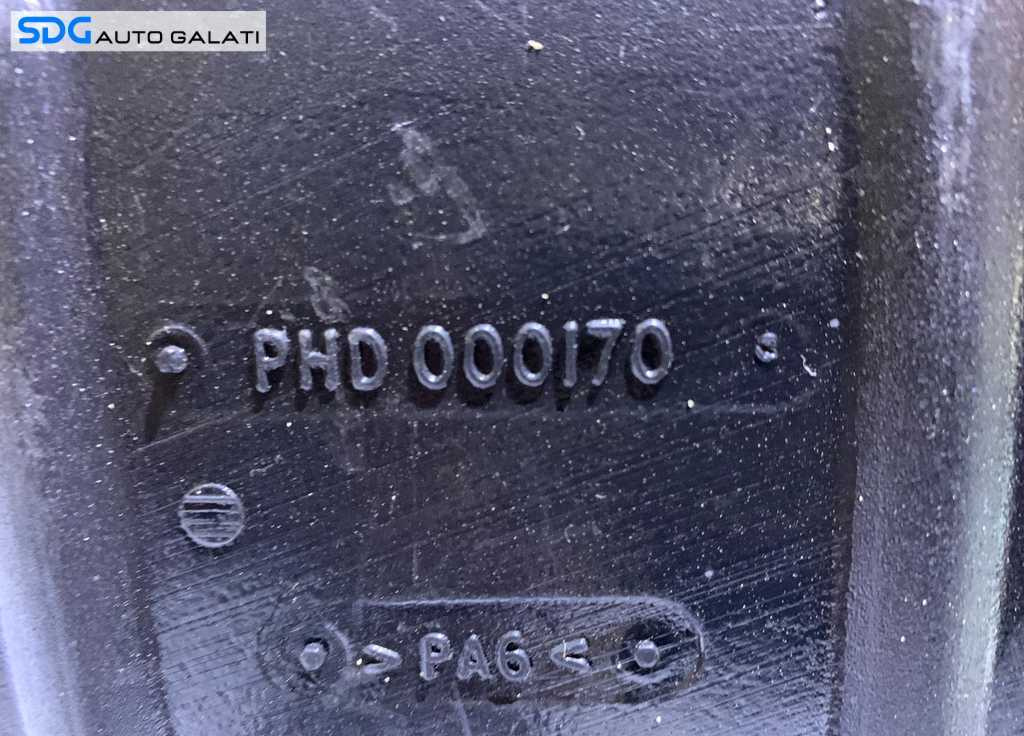 SDG AUTO GALATI
PHD 000170
>PA6<